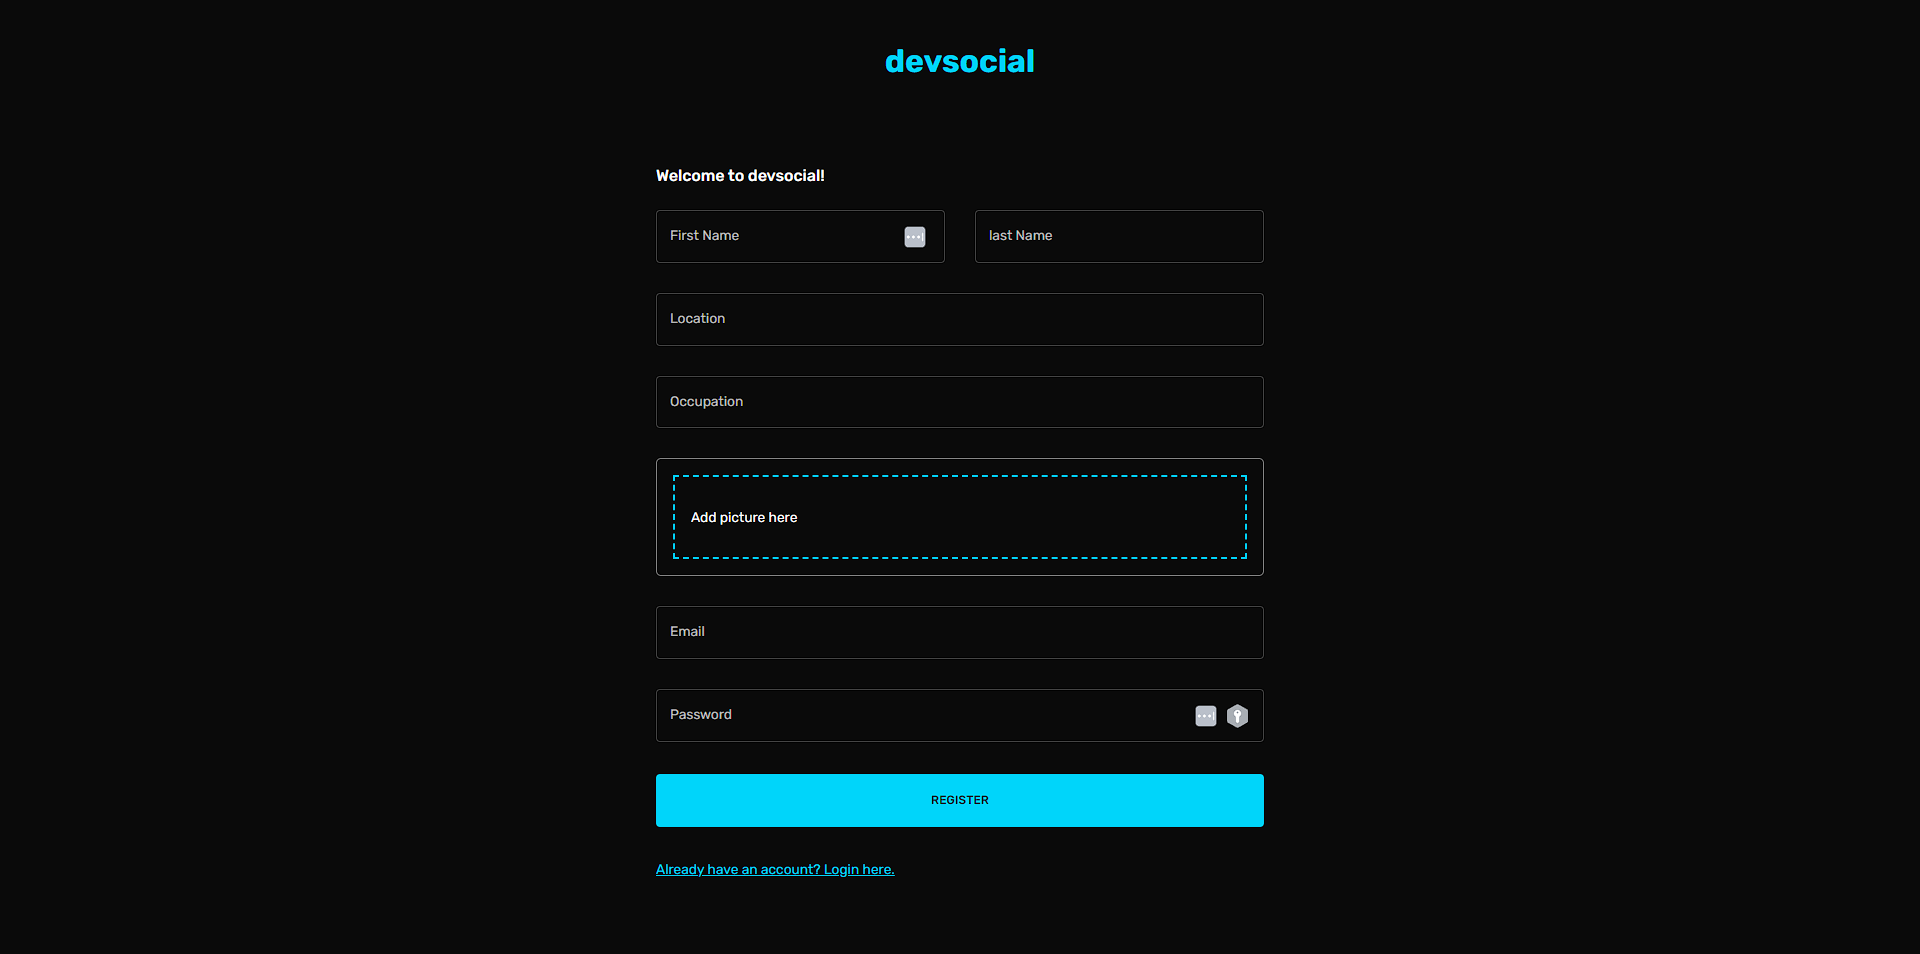 devsocial
Welcome to devsocial!
First Name
last Name
Location
Occupation
Add picture here
Email
Password
REGISTER
Already have an account? Login here.